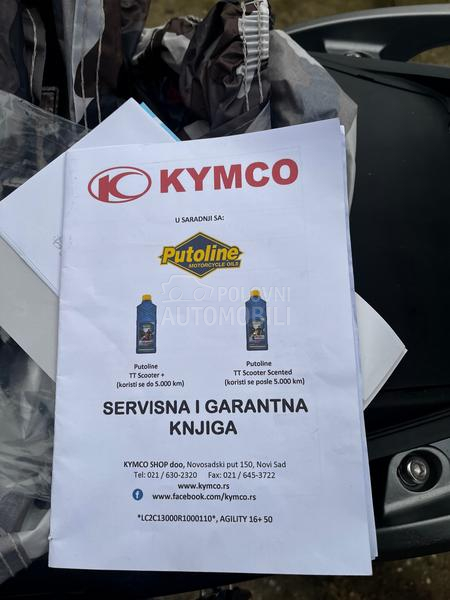 KYMCO
U SARADNJI SA:
Putoline
MOTORCYCLE OILS
POLOVNI
AUTOMOBILI
Putoline
TT Scooter +
(koristi se do 5.000 km)
Putoline
TT Scooter Scented
(koristi se posle 5.000 km)
SERVISNA I GARANTNA
KNJIGA
KYMCO SHOP doo, Novosadski put 150, Novi Sad
Tel: 021 / 630-2320 Fax: 021 / 645-3722
www.kymco.rs
www.facebook.com/kymco.rs
*LC2C13000R1000110*, AGILITY 16+ 50